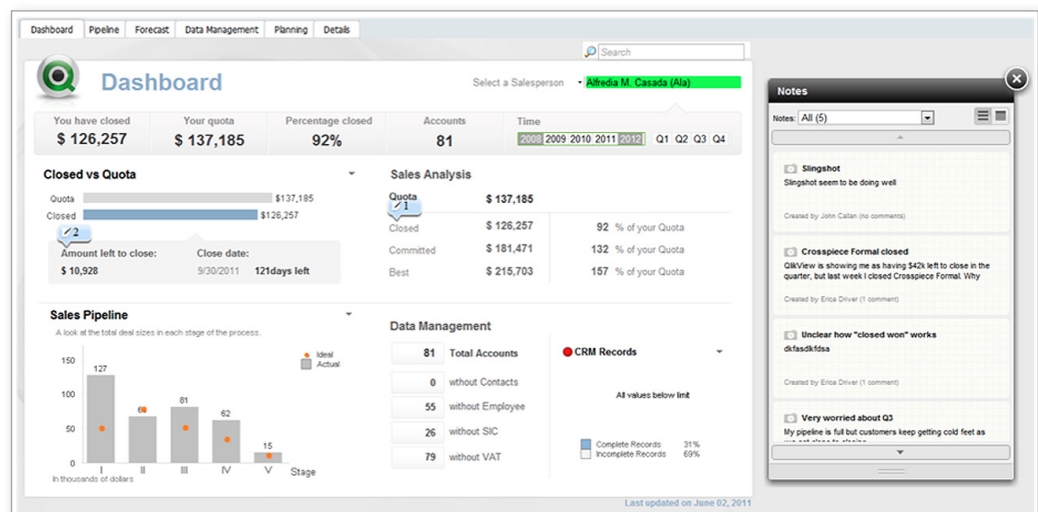 Dashboard Pipeline Forecast Data Management Planning Details
Search
Dashboard
Select a Salesperson Alfredia M. Casada (Ala)
You have closed Your quota Percentage closed Accounts Time
$ 126,257 $ 137,185 92% 81 2008 2009 2010 2011 2012 Q1 Q2 Q3 Q4
Closed vs Quota
Quota $137,185
Closed $126,257
2
Amount left to close: Close date:
$ 10,928 9/30/2011 121days left
Sales Analysis
Quota $ 137,185
1
Closed $ 126,257 92 % of your Quota
Committed $ 181,471 132 % of your Quota
Best $ 215,703 157 % of your Quota
Sales Pipeline
A look at the total deal sizes in each stage of the process.
Ideal
Actual
150
100
50
0
127 81 62 15
I II III IV V Stage
In thousands of dollars
Data Management
81 Total Accounts
0 wthout Contacts
55 without Employee
26 without SIC
79 without VAT
CRM Records
All values below limit
Complete Records 31%
Incomplete Records 69%
Last updated on June 02, 2011
Notes
Notes: All (5)
Slingshot
Slingshot seem to be doing well
Created by John Callan (no comments)
Crosspiece Formal closed
QlikView is showing me as having $42k left to close in the
quarter, but last week I closed Crosspiece Formal. Why
Created by Erica Driver (1 comment)
Unclear how "closed won" works
dkfasdkfdsa
Created by Erica Driver (1 comment)
Very worried about Q3
My pipeline is full but customers keep getting cold feet as